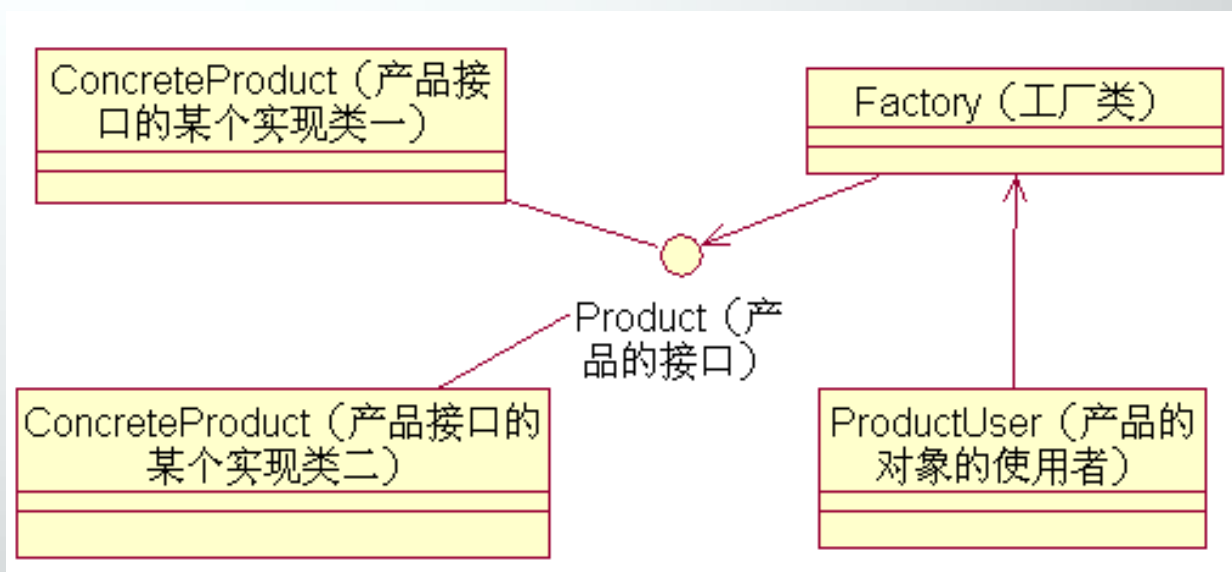 ConcreteProduct（产品接
口的某个实现类一）
Factory（工厂类）
Product（产
品的接口）
ConcreteProduct（产品接口的
某个实现类二）
ProductUser（产品的
对象的使用者）